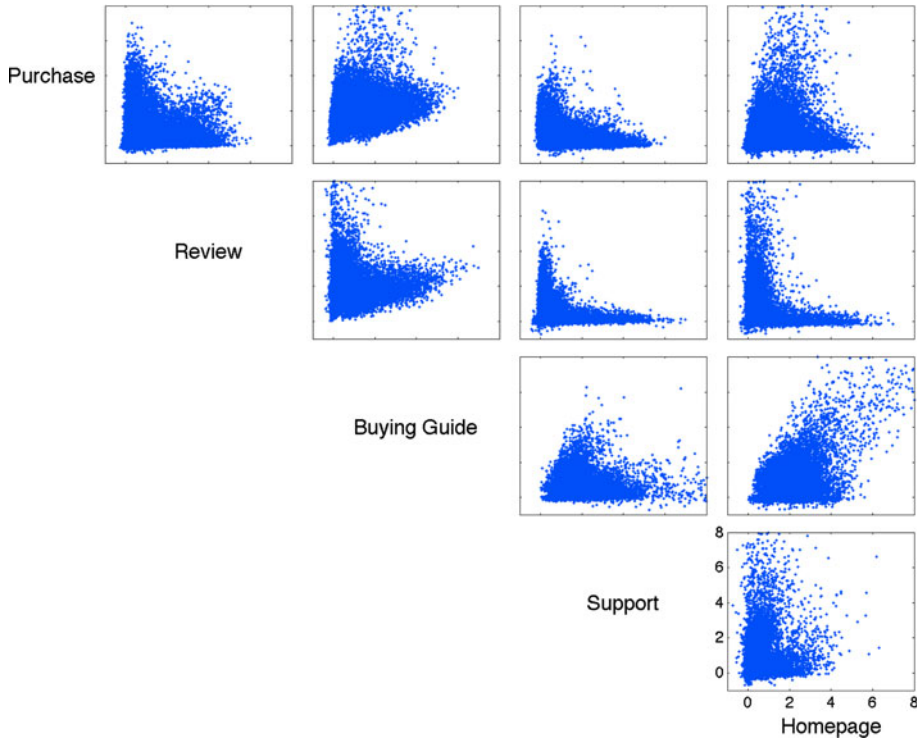 Purchase
Review
Buying Guide
Support
8
6
4
2
0
0 2 4 6 8
Homepage